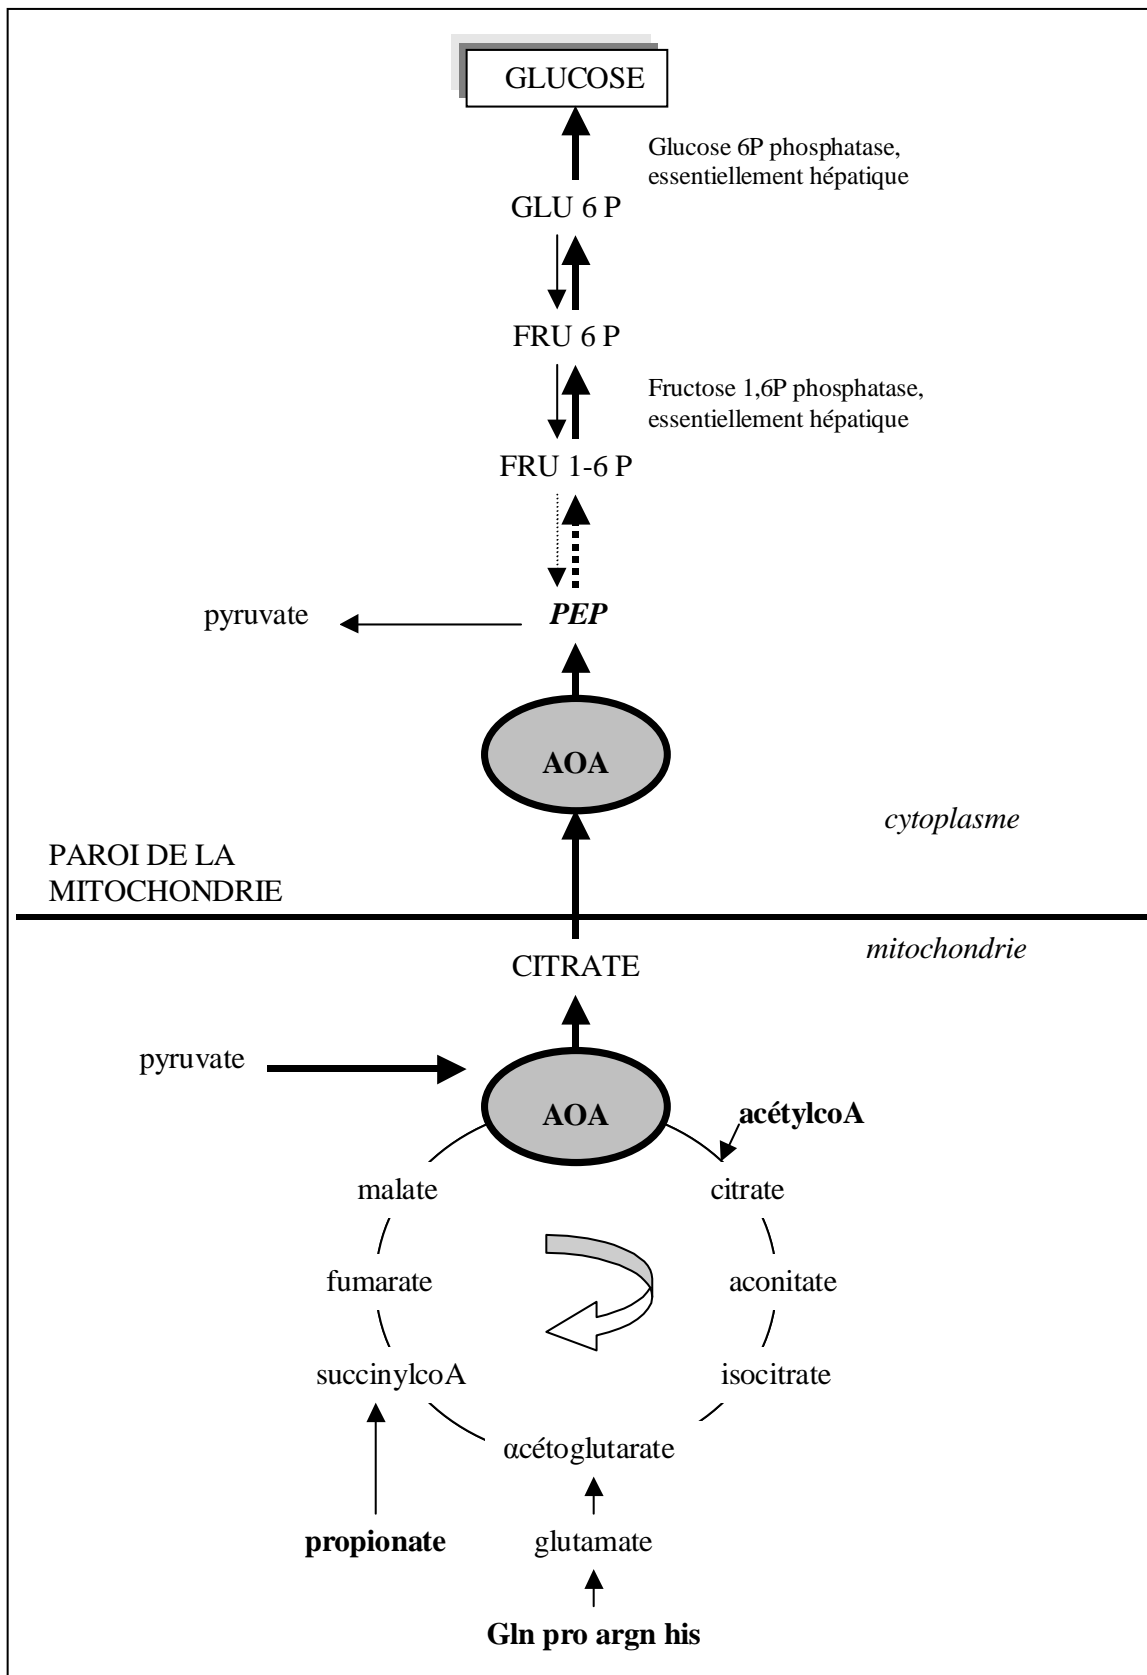 GLUCOSE
Glucose 6P phosphatase,
essentiellement hépatique
GLU 6 P
FRU 6 P
Fructose 1,6P phosphatase,
essentiellement hépatique
FRU 1-6 P
pyruvate
PEP
AOA
cytoplasme
PAROI DE LA
MITOCHONDRIE
mitochondrie
CITRATE
pyruvate
AOA
acétylcoA
malate
citrate
fumarate
aconitate
succinylcoA
isocitrate
αcétoglutarate
propionate
glutamate
Gln pro argn his